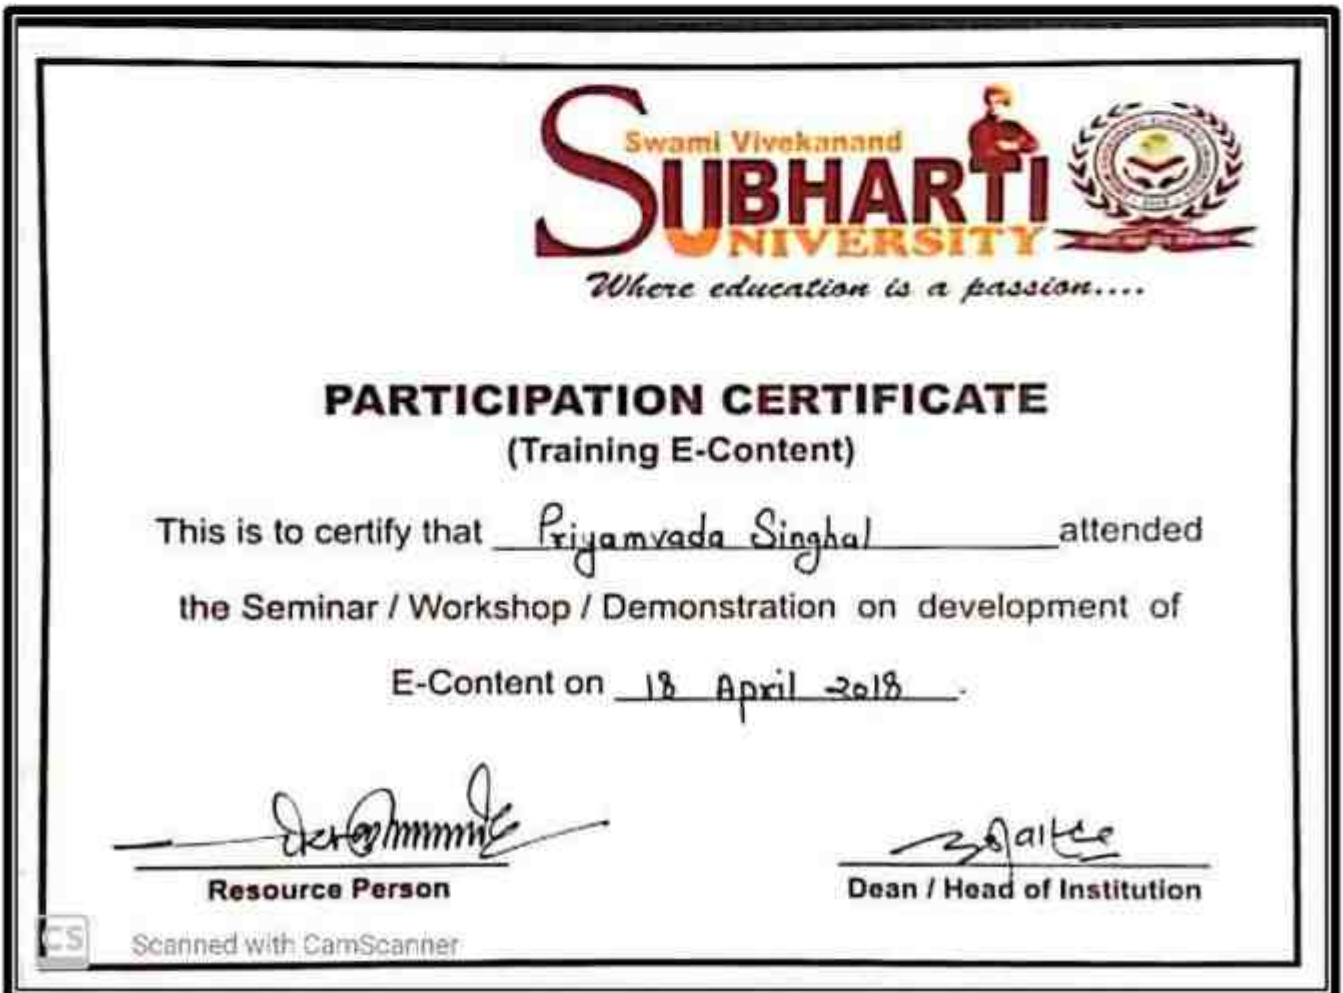 Swami Vivekanand
SUBHARTI
UNIVERSITY
Where education is a passion....
PARTICIPATION CERTIFICATE
(Training E-Content)
This is to certify that Priyamvada Singhal attended
the Seminar / Workshop / Demonstration on development of
E-Content on 18 April 2018.
Resource Person
Dean / Head of Institution
CS Scanned with CamScanner